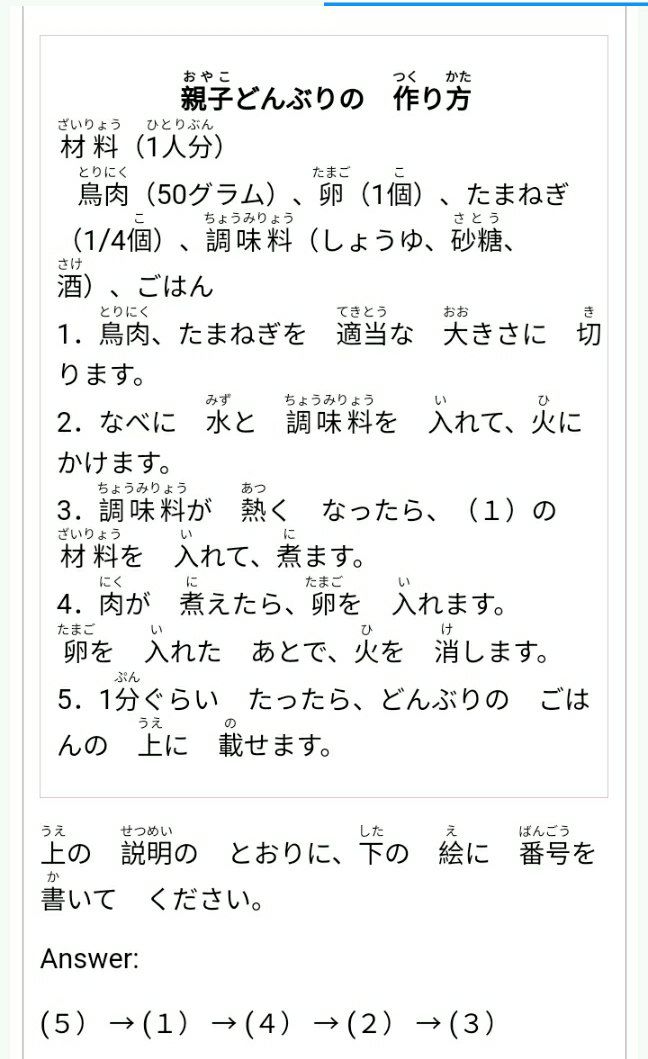 親子どんぶりの　作り方
材料（1人分）
鳥肉（50グラム）、卵（1個）、たまねぎ
（1/4個）、調味料（しょうゆ、砂糖、
酒）、ごはん
1. 鳥肉、たまねぎを　適当な　大きさに　切
ります。
2. なべに　水と　調味料を　入れて、火に
かけます。
3. 調味料が　熱く　なったら、（１）の
材料を　入れて、煮ます。
4. 肉が　煮えたら、卵を　入れます。
卵を　入れた　あとで、火を　消します。
5. 1分ぐらい　たったら、どんぶりの　ごは
んの　上に　載せます。
上の　説明の　とおりに、下の　絵に　番号を
書いて　ください。
Answer:
(５）→(１）→(４）→(２）→(３）